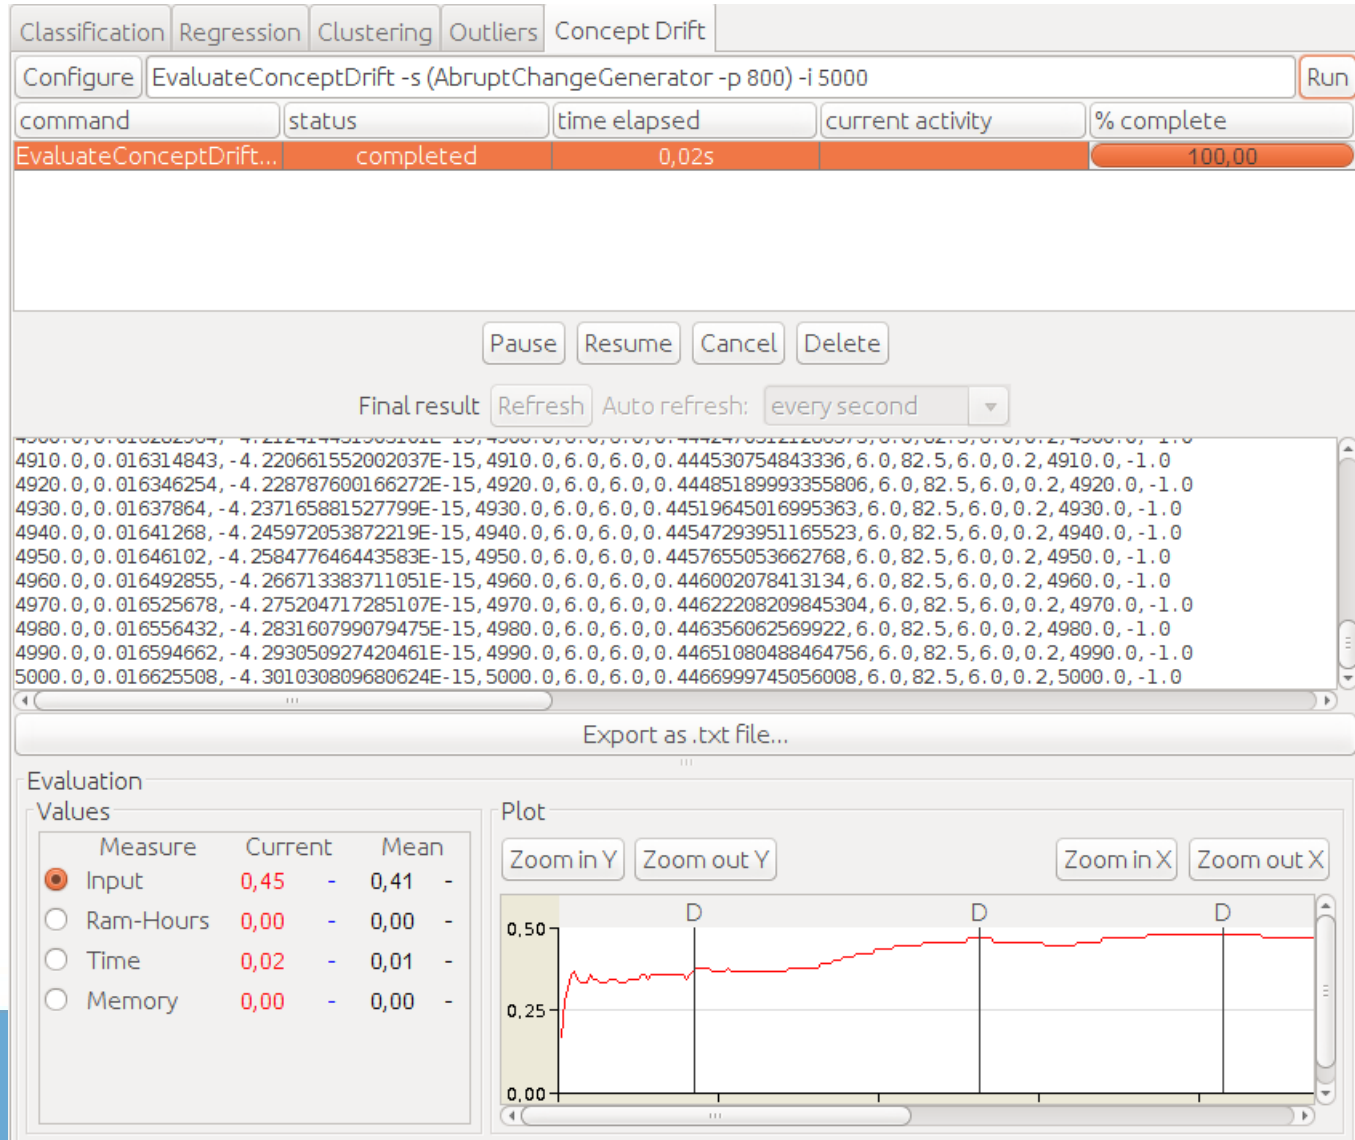 Classification Regression Clustering Outliers Concept Drift
Configure EvaluateConceptDrift -s (AbruptChangeGenerator -p 800) -i 5000 Run
command status time elapsed current activity % complete
EvaluateConceptDrift... completed 0,02s 100,00
Pause Resume Cancel Delete
Final result Refresh Auto refresh: every second
4910.0,0.016314843,-4.220661552002037E-15,4910.0,6.0,6.0,0.444530754843336,6.0,82.5,6.0,0.2,4910.0,-1.0
4920.0,0.016346254,-4.228787600166272E-15,4920.0,6.0,6.0,0.44485189993355806,6.0,82.5,6.0,0.2,4920.0,-1.0
4930.0,0.01637864,-4.237165881527799E-15,4930.0,6.0,6.0,0.44519645016995363,6.0,82.5,6.0,0.2,4930.0,-1.0
4940.0,0.01641268,-4.245972053872219E-15,4940.0,6.0,6.0,0.44547293951165523,6.0,82.5,6.0,0.2,4940.0,-1.0
4950.0,0.01646102,-4.258477646443583E-15,4950.0,6.0,6.0,0.4457655053662768,6.0,82.5,6.0,0.2,4950.0,-1.0
4960.0,0.016492855,-4.266713383711051E-15,4960.0,6.0,6.0,0.446002078413134,6.0,82.5,6.0,0.2,4960.0,-1.0
4970.0,0.016525678,-4.275204717285107E-15,4970.0,6.0,6.0,0.44622208209845304,6.0,82.5,6.0,0.2,4970.0,-1.0
4980.0,0.016556432,-4.283160799079475E-15,4980.0,6.0,6.0,0.446356062569922,6.0,82.5,6.0,0.2,4980.0,-1.0
4990.0,0.016594662,-4.293050927420461E-15,4990.0,6.0,6.0,0.44651080488464756,6.0,82.5,6.0,0.2,4990.0,-1.0
5000.0,0.016625508,-4.301030809680624E-15,5000.0,6.0,6.0,0.4466999745056008,6.0,82.5,6.0,0.2,5000.0,-1.0
Export as .txt file...
Evaluation
Values Plot
Measure Current Mean
Zoom in Y Zoom out Y Zoom in X Zoom out X
Input 0,45 - 0,41 -
Ram-Hours 0,00 - 0,00 -
Time 0,02 - 0,01 -
Memory 0,00 - 0,00 -
D D D
0,50
0,25
0,00